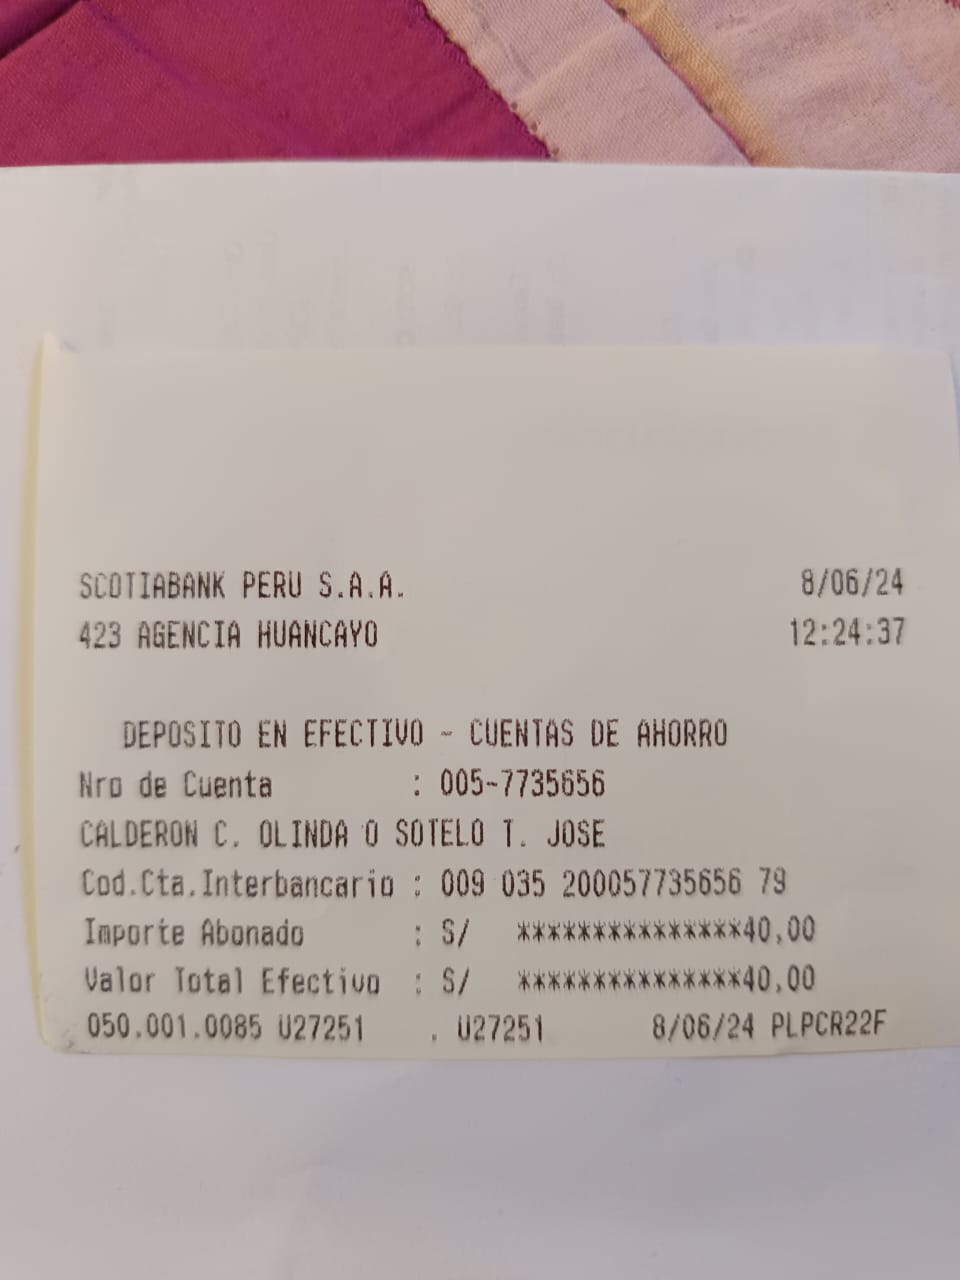 SCOTIABANK PERU S.A.A. 8/06/24
423 AGENCIA HUANCAYO 12:24:37
DEPOSITO EN EFECTIVO - CUENTAS DE AHORRO
Nro de Cuenta : 005-7735656
CALDERON C. OLINDA O SOTELO T. JOSE
Cod.Cta.Interbancario : 009 035 200057735656 79
Importe Abonado : S/ ***************40,00
Valor Total Efectivo : S/ ***************40,00
050.001.0085 U27251 . U27251 8/06/24 PLPCR22F